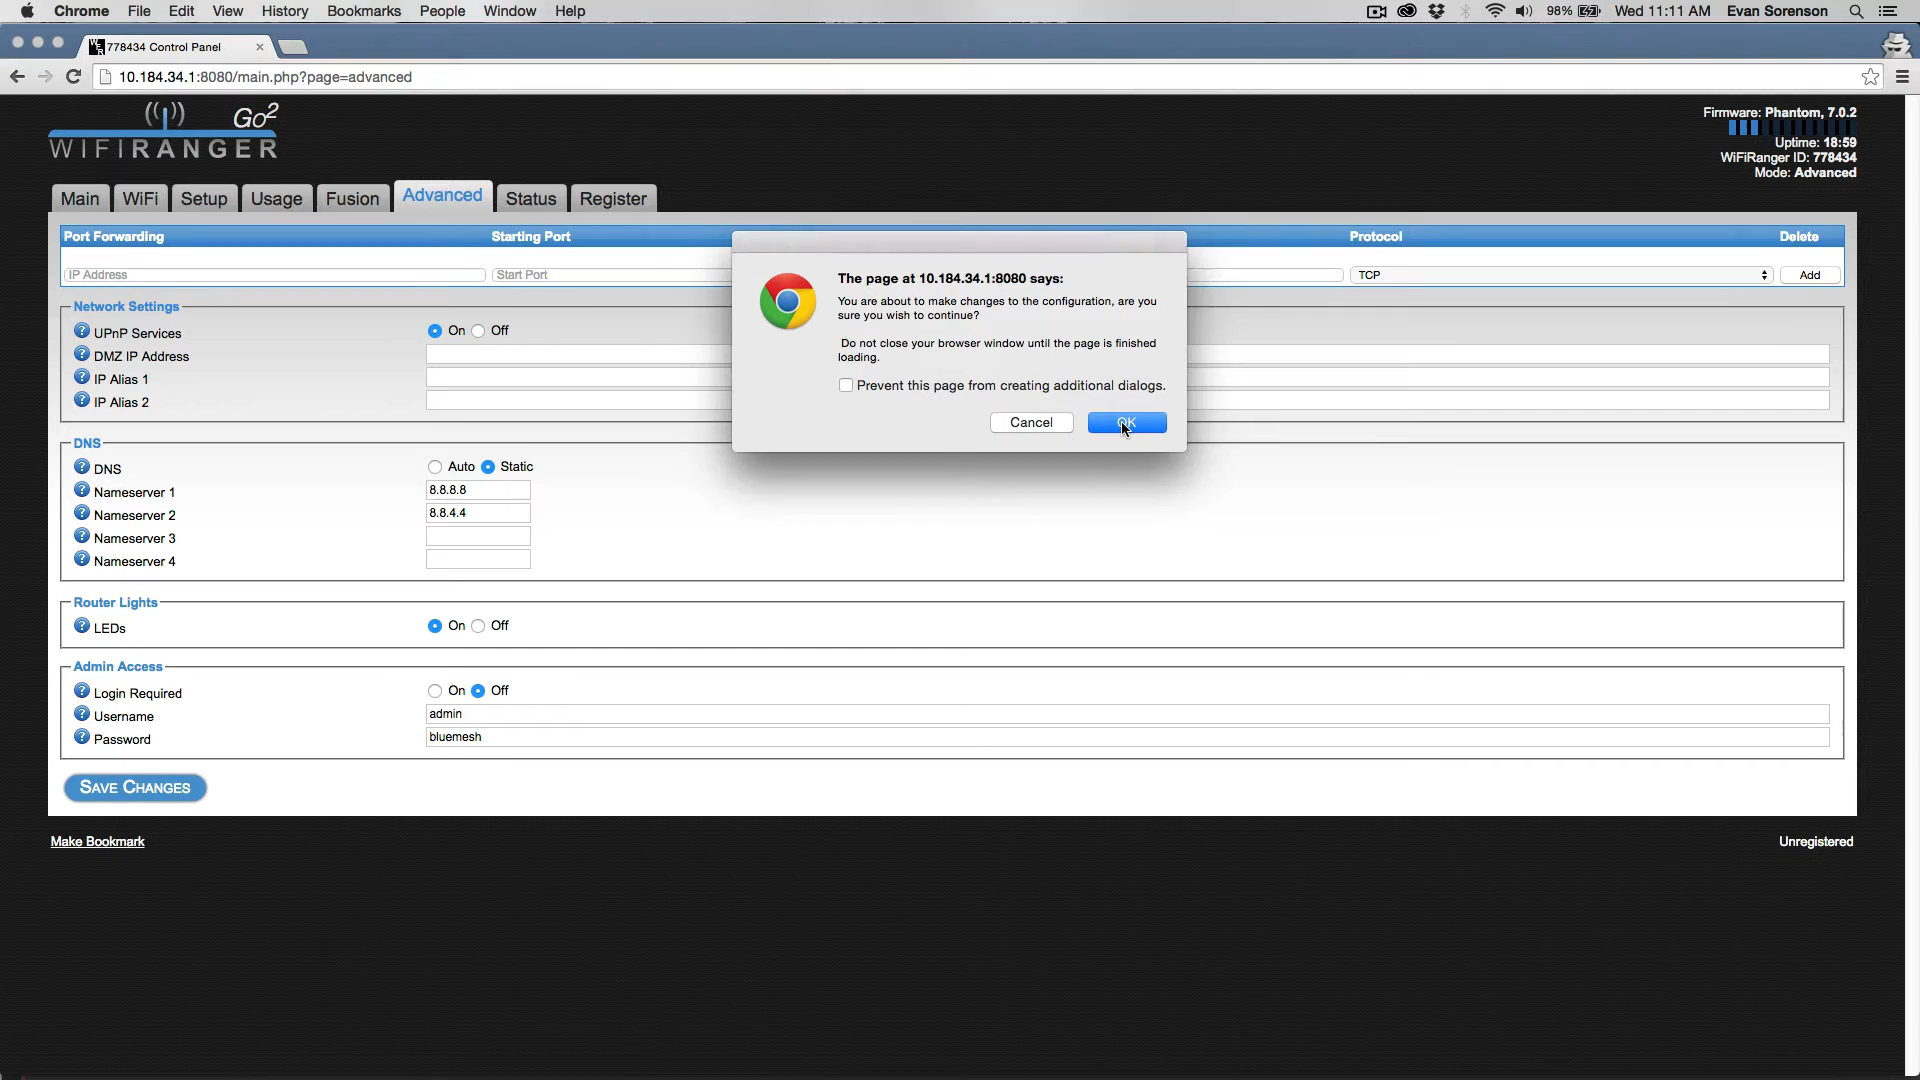 Chrome File Edit View History Bookmarks People Window Help 98% Wed 11:11 AM Evan Sorenson
778434 Control Panel
10.184.34.1:8080/main.php?page=advanced
Go2
WIFIRANGER
Firmware: Phantom, 7.0.2
Uptime: 18:59
WiFiRanger ID: 778434
Mode: Advanced
Main WiFi Setup Usage Fusion Advanced Status Register
Port Forwarding Starting Port Protocol Delete
IP Address Start Port TCP Add
The page at 10.184.34.1:8080 says:
You are about to make changes to the configuration, are you
sure you wish to continue?
Do not close your browser window until the page is finished
loading.
Prevent this page from creating additional dialogs.
Cancel OK
Network Settings
UPnP Services On Off
DMZ IP Address
IP Alias 1
IP Alias 2
DNS
DNS Auto Static
Nameserver 1 8.8.8.8
Nameserver 2 8.8.4.4
Nameserver 3
Nameserver 4
Router Lights
LEDs On Off
Admin Access
Login Required On Off
Username admin
Password bluemesh
SAVE CHANGES
Make Bookmark Unregistered